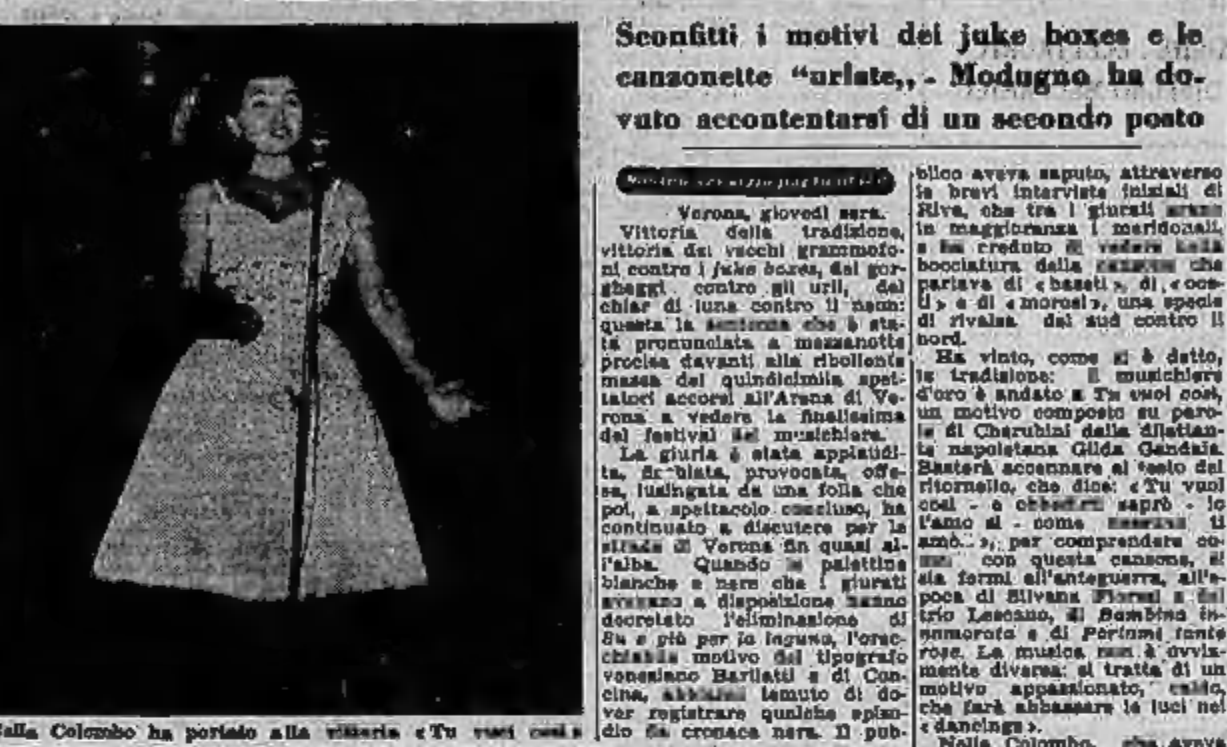 Sconfitti i motivi dei juke boxes e le
canzonette "urlate,, - Modugno ha do-
vuto accontentarsi di un secondo posto
Verona, giovedì sera.
Vittoria della tradizione,
vittoria dei vecchi grammofo-
ni contro i juke boxes, dei gor-
gheggi contro gli urli, del
chiar di luna contro il neon:
questa la sentenza che è sta-
ta pronunciata a mezzanotte
precisa davanti alla ribollente
massa dei quindicimila spet-
tatori accorsi all'Arena di Ve-
rona a vedere la finalissima
del festival del musichiere.
La giuria è stata applaudi-
ta, fischiata, provocata, offe-
sa, lusingata da una folla che
poi, a spettacolo concluso, ha
continuato a discutere per le
strade di Verona fin quasi al-
l'alba. Quando le palettine
bianche e nere che i giurati
avevano a disposizione hanno
decretato l'eliminazione di
Su e giò per la laguna, l'orec-
chiabile motivo del tipografo
veneziano Barllatti e di Con-
cina, abbiamo temuto di do-
ver registrare qualche episo-
dio da cronaca nera. Il pub-
blico aveva saputo, attraverso
le brevi interviste iniziali di
Riva, che tra i giurati erano
in maggioranza i meridionali,
e ha creduto di vedere nella
bocciatura della canzone che
parlava di «baseti», di «oos-
ti» e di «morosi», una specie
di rivalsa del sud contro il
nord.
Ha vinto, come si è detto,
la tradizione: il musichiere
d'oro è andato a Tu vuoi così,
un motivo composto su paro-
le di Cherubini dalla dilettan-
te napoletana Gilda Gandaia.
Basterà accennare al testo del
ritornello, che dice: «Tu vuoi
così - e obbedirti saprò - io
t'amo sì - come nessuno ti
amò...», per comprendere co-
me con questa canzone, si
sia fermi all'anteguerra, all'e-
poca di Silvana Fioresi e del
trio Lescano, di Bambina in-
namorata e di Portami tante
rose. La musica non è ovvia-
mente diversa: si tratta di un
motivo appassionato, caldo,
che farà abbassare le luci nei
«dancings».
Nella Colombo, che aveva
Nella Colombo ha portato alla vittoria «Tu vuoi così»